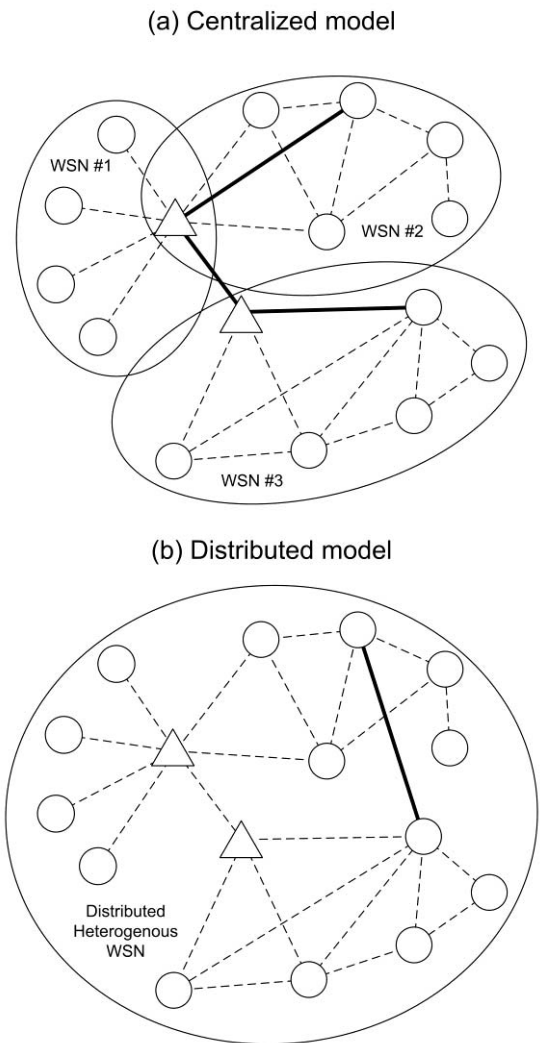 (a) Centralized model
WSN #1
WSN #2
WSN #3
(b) Distributed model
Distributed
Heterogenous
WSN